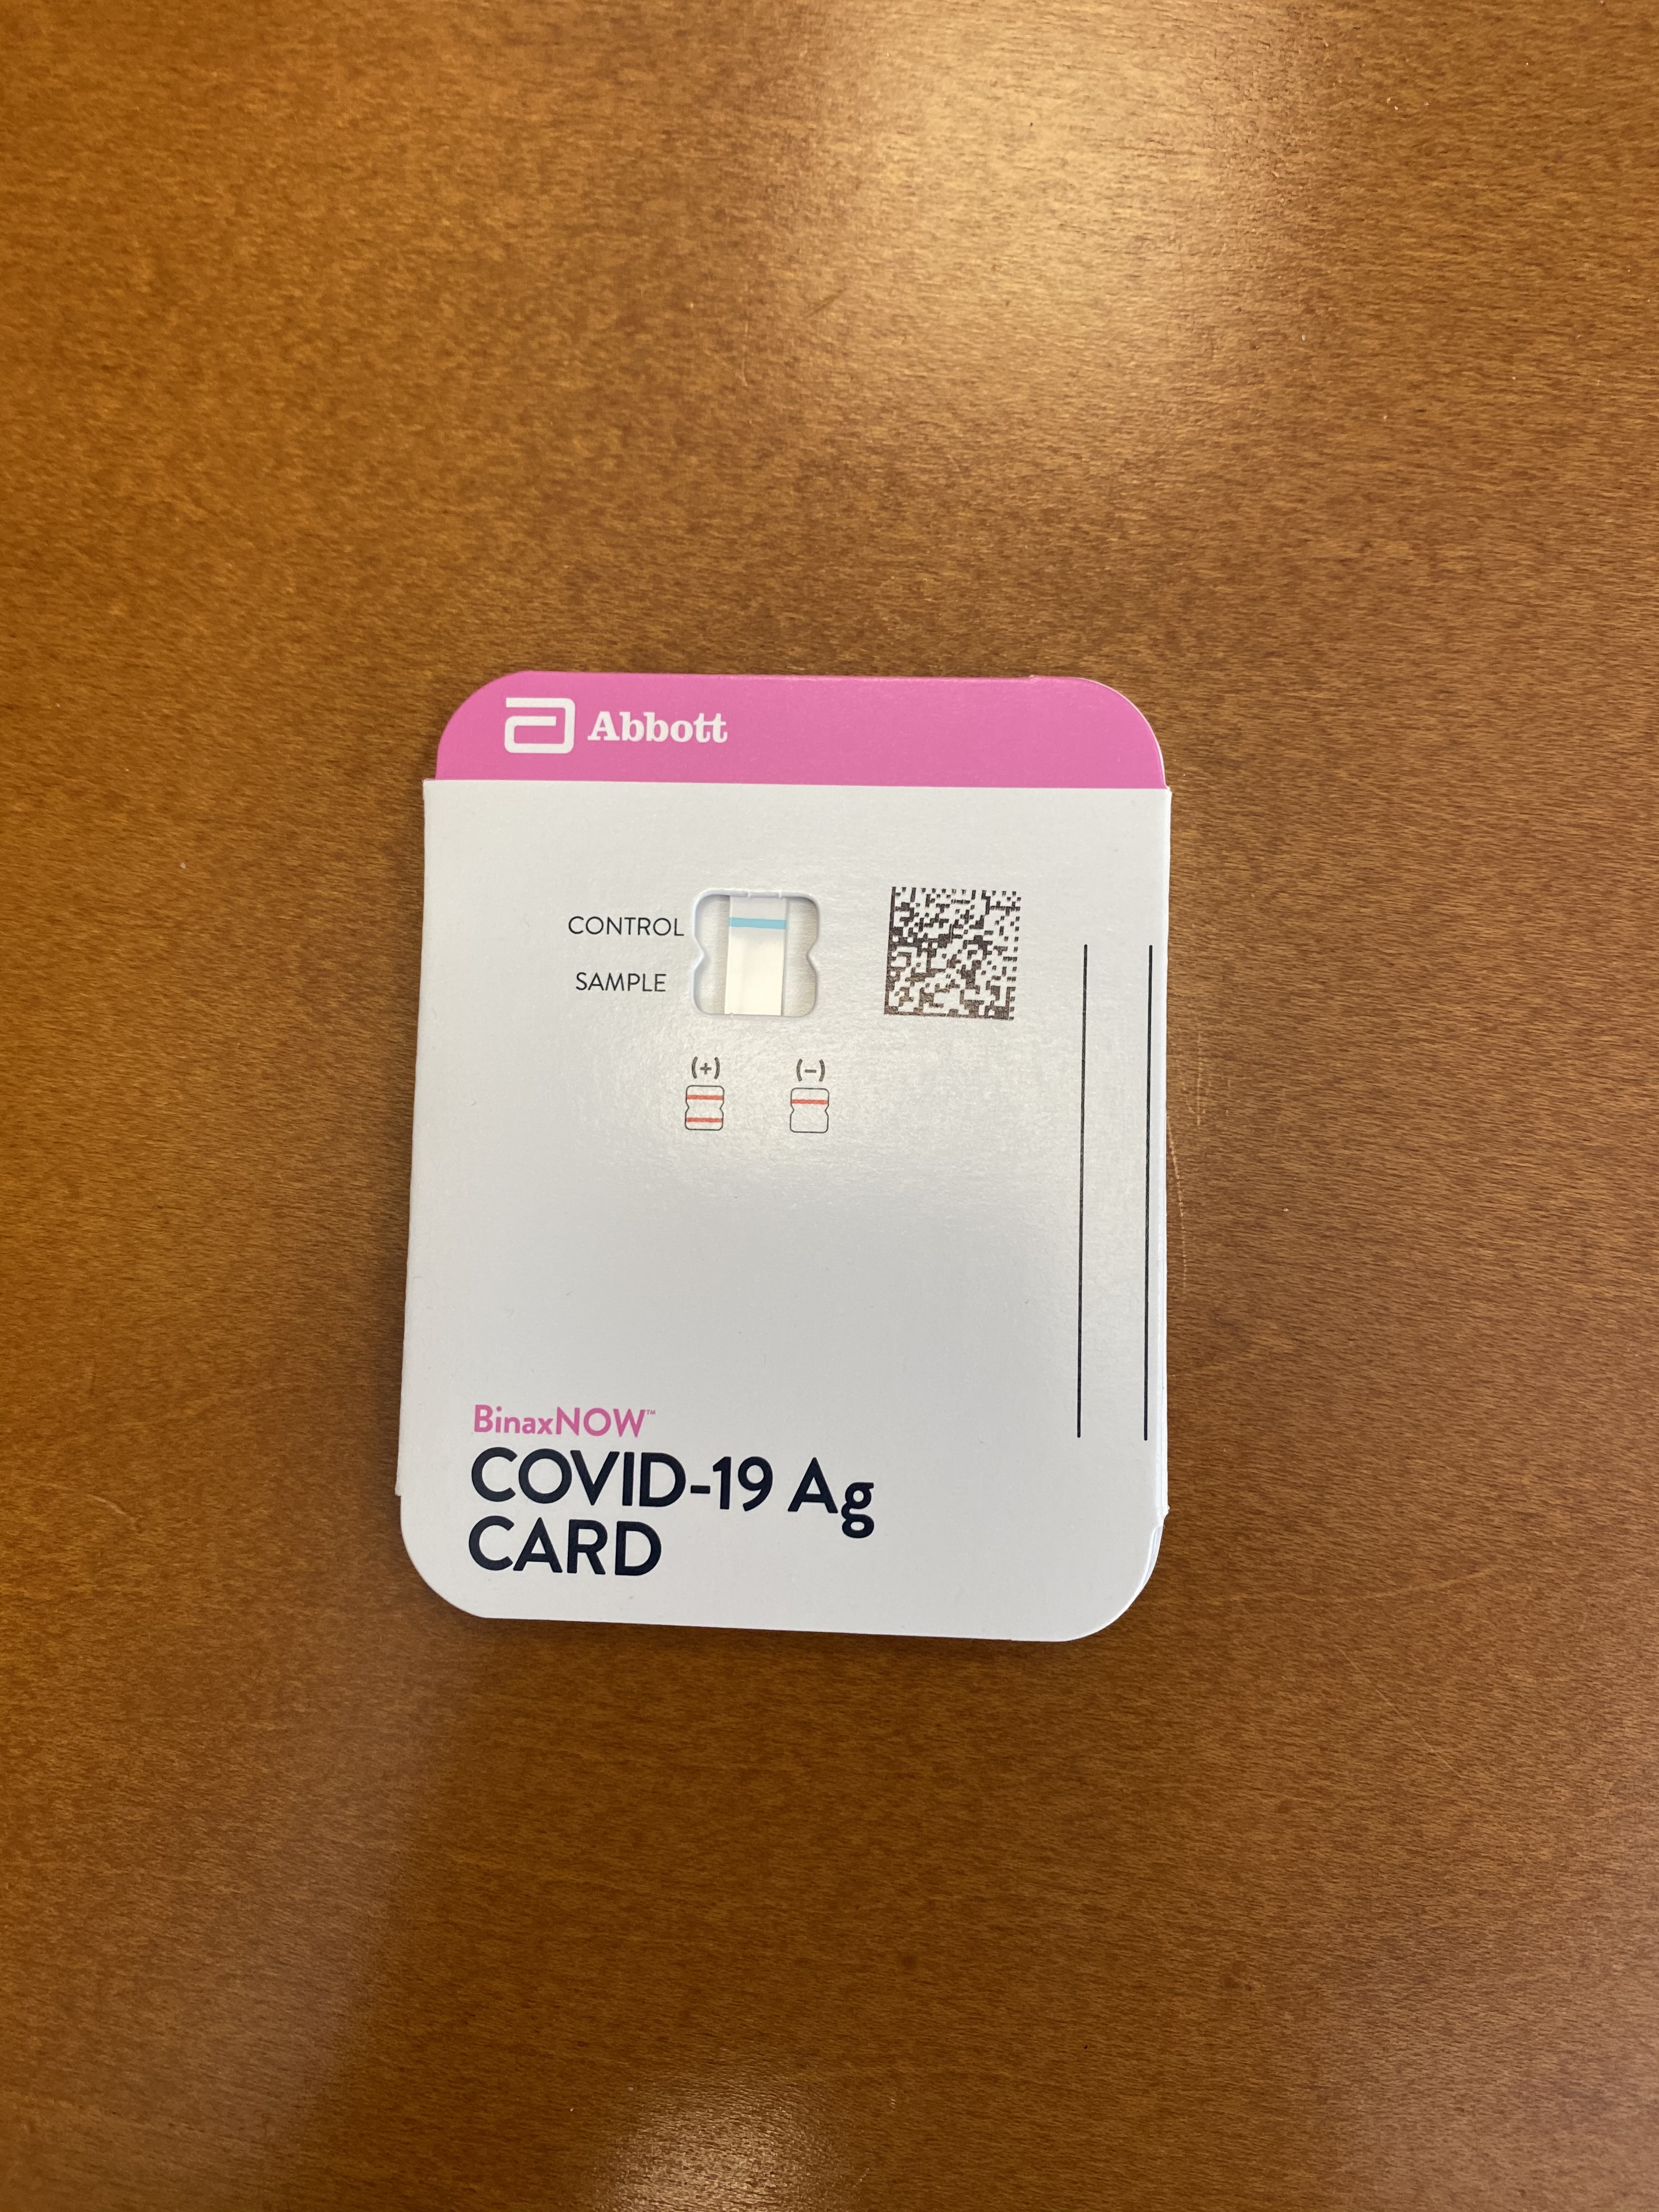 Abbott
CONTROL
SAMPLE
(+) (-)
BinaxNOW™
COVID-19 Ag
CARD